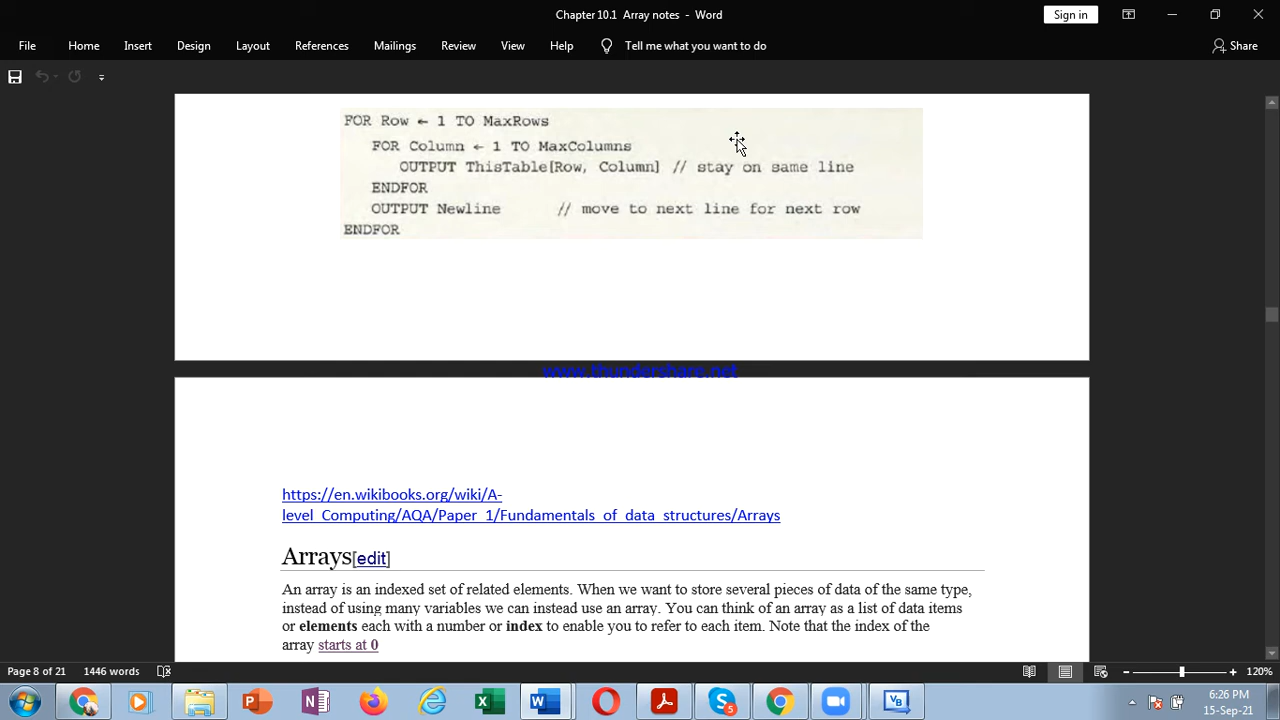 Chapter 10.1 Array notes - Word
Sign in
File Home Insert Design Layout References Mailings Review View Help Tell me what you want to do Share
FOR Row ← 1 TO MaxRows
FOR Column ← 1 TO MaxColumns
OUTPUT ThisTable[Row, Column] // stay on same line
ENDFOR
OUTPUT Newline // move to next line for next row
ENDFOR
www.thundershare.net
https://en.wikibooks.org/wiki/A-
level_Computing/AQA/Paper_1/Fundamentals_of_data_structures/Arrays
Arrays[edit]
An array is an indexed set of related elements. When we want to store several pieces of data of the same type,
instead of using many variables we can instead use an array. You can think of an array as a list of data items
or elements each with a number or index to enable you to refer to each item. Note that the index of the
array starts at 0
Page 8 of 21 1446 words 120%
6:26 PM
15-Sep-21